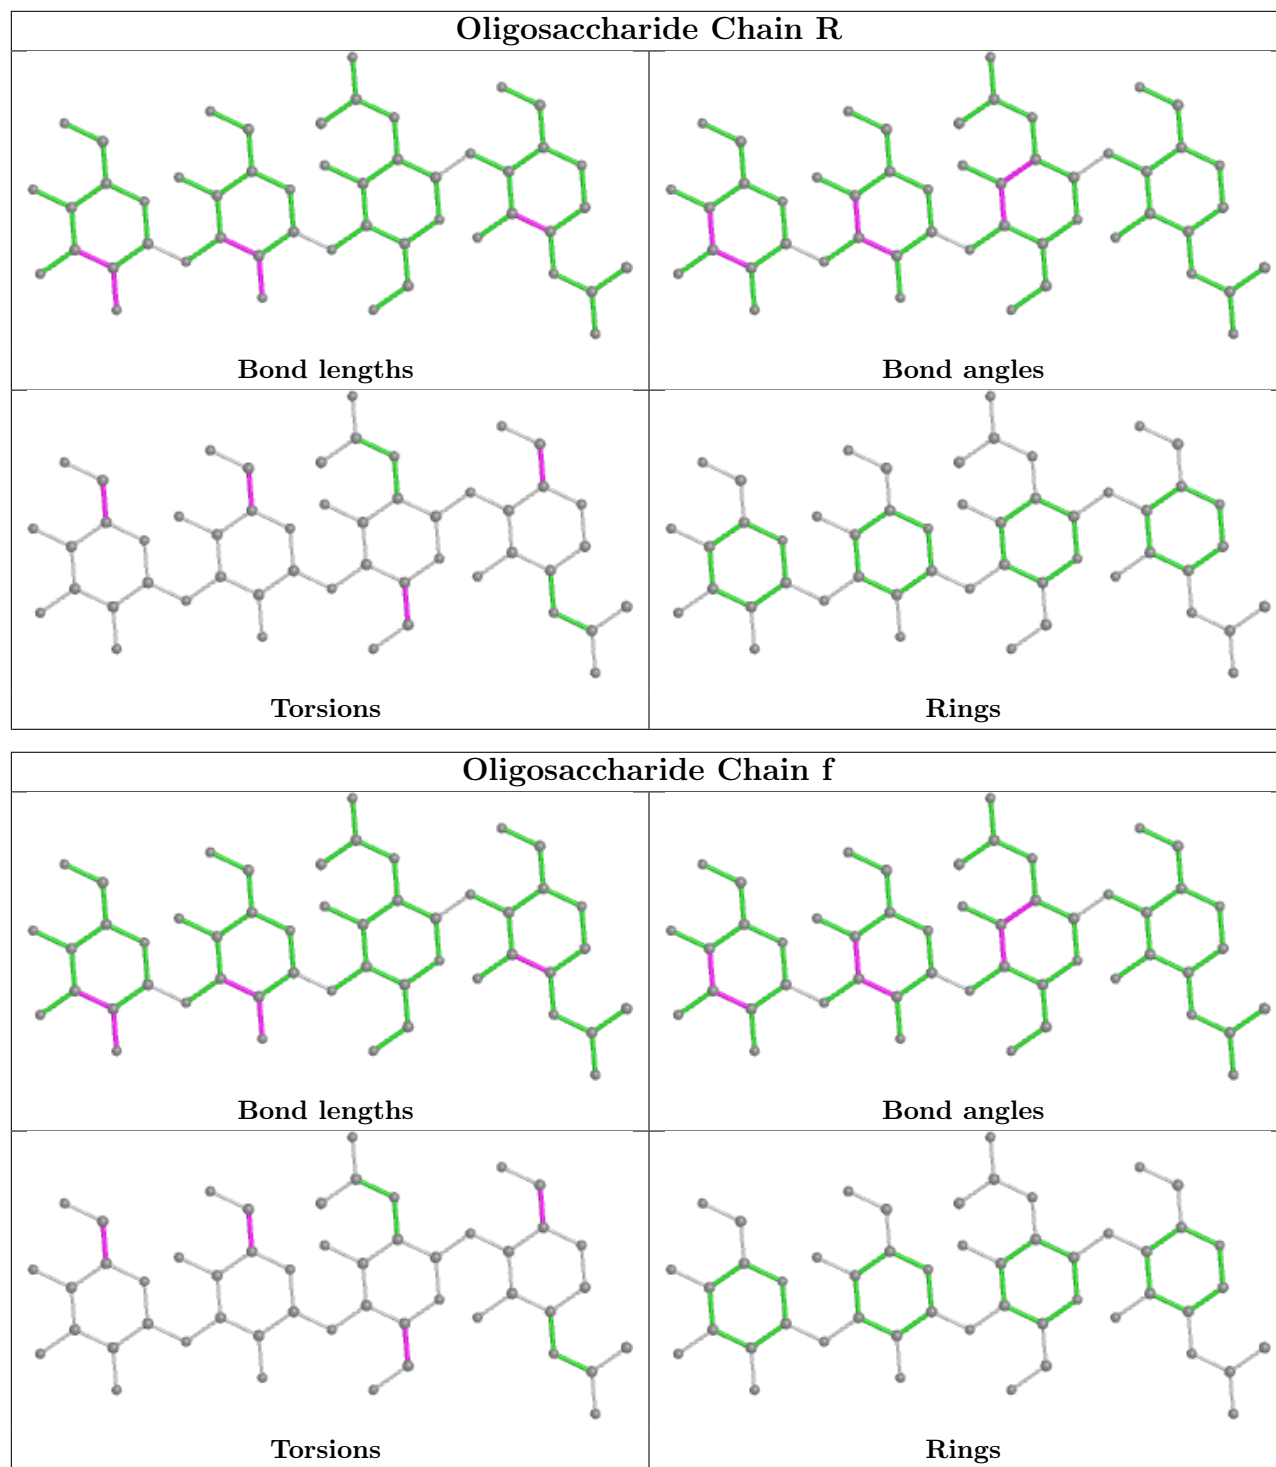 Oligosaccharide Chain R
Bond lengths
Bond angles
Torsions
Rings
Oligosaccharide Chain f
Bond lengths
Bond angles
Torsions
Rings